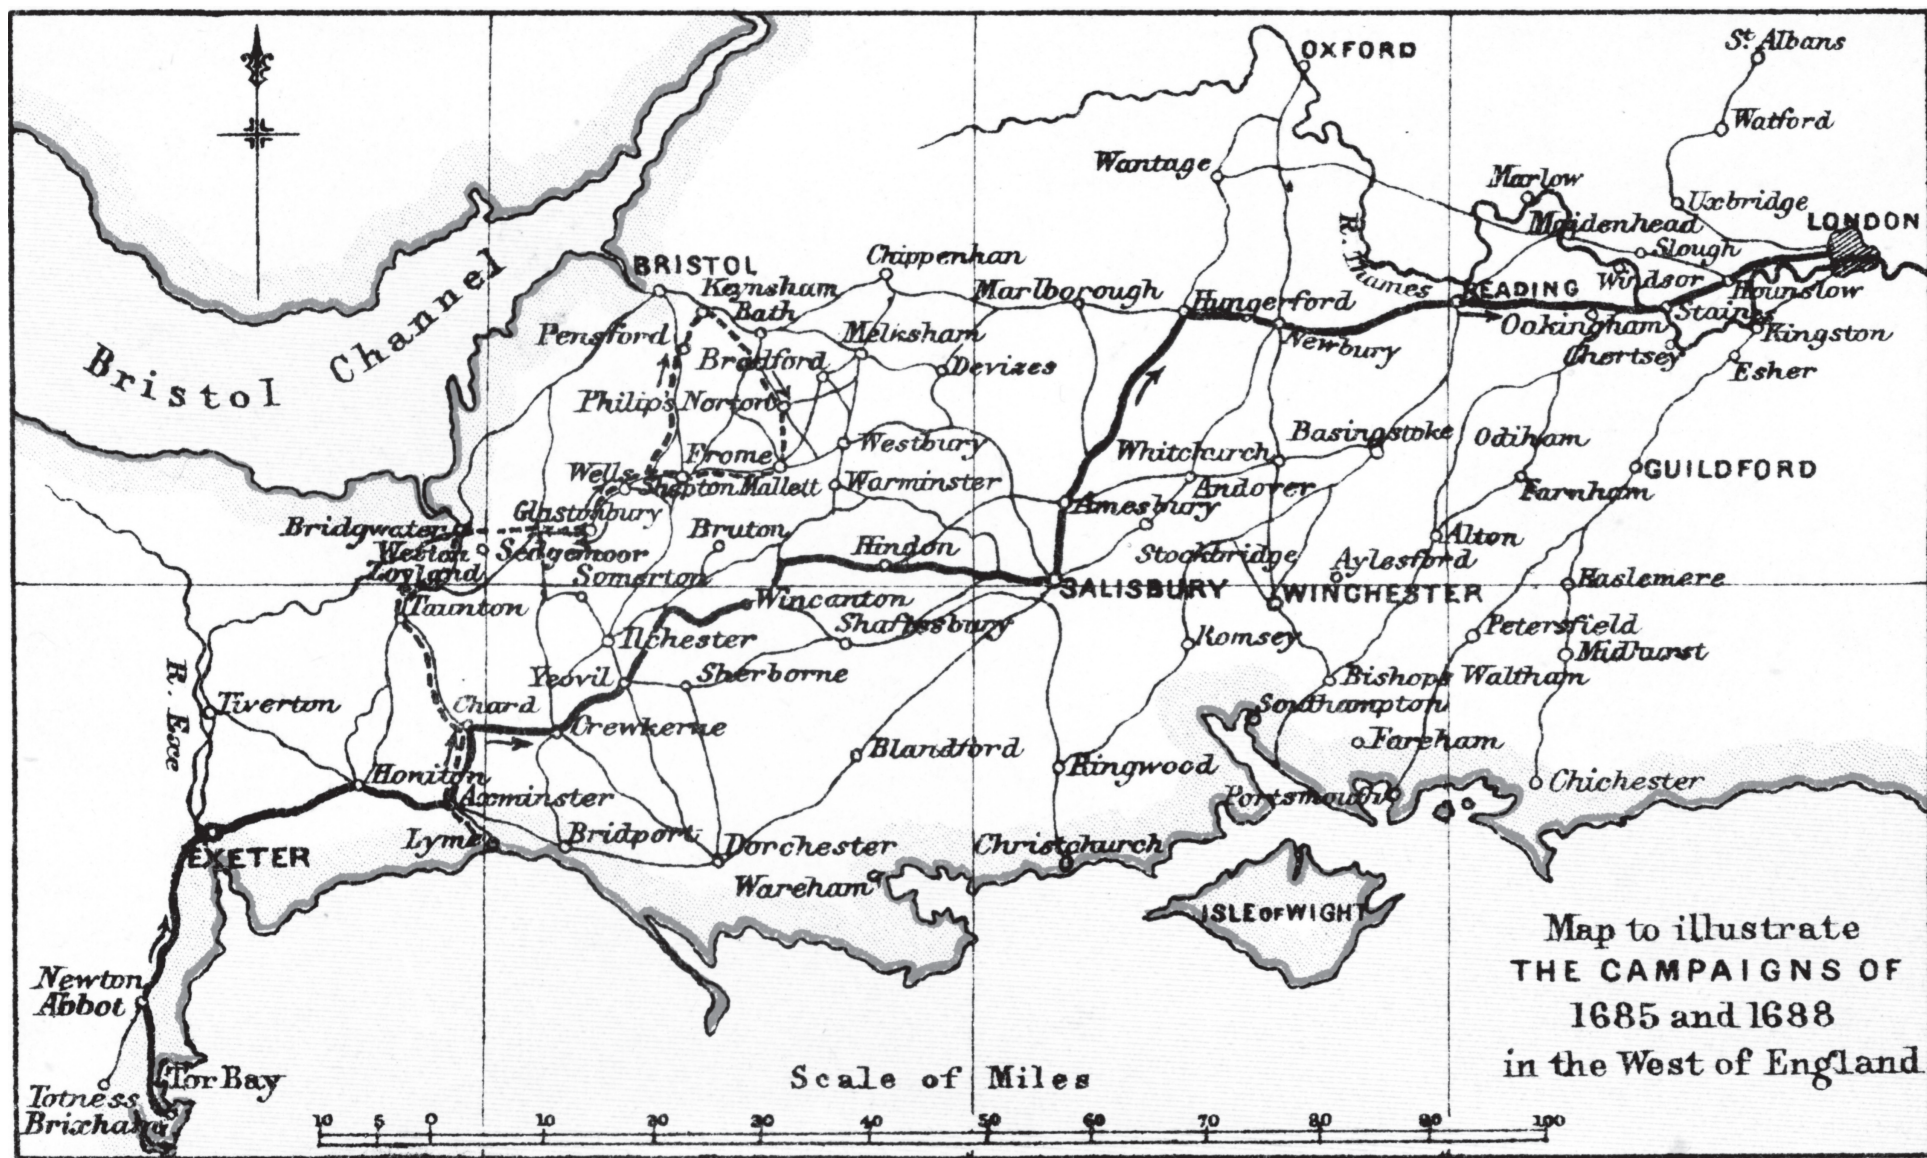 St. Albans
OXFORD
Watford
Wantage
Marlow
Uxbridge
LONDON
Maidenhead
Slough
R. Thames
BRISTOL
Chippenhan
Keynsham
Marlborough
Hungerford
READING
Windsor
Hounslow
Bath
Staines
Bristol Channel
Pensford
Melksham
Newbury
Ookingham
Kingston
Bradford
Devizes
Chertsey
Esher
Philip's Norton
Westbury
Whitchurch
Basingstoke
Odiham
Frome
Wells
Shepton Mallett
Warminster
Andover
GUILDFORD
Farnham
Glastonbury
Amesbury
Bridgwater
Bruton
Weston
Zoyland
Sedgemoor
Hindon
Stockbridge
Alton
Aylesford
Somerton
Haslemere
Taunton
Wincanton
SALISBURY
WINCHESTER
Ilchester
Shaftesbury
Romsey
Petersfield
Midhurst
R. Exe
Yeovil
Sherborne
Bishops Waltham
Tiverton
Chard
Crewkerne
Southampton
Blandford
Fareham
Honiton
Ringwood
Chichester
Axminster
Portsmouth
Lyme
Bridport
EXETER
Dorchester
Christchurch
Wareham
ISLE OF WIGHT
Newton
Abbot
Tor Bay
Totness
Brixham
Map to illustrate
THE CAMPAIGNS OF
1685 and 1688
in the West of England
Scale of Miles
10 5 0 10 20 30 40 50 60 70 80 90 100